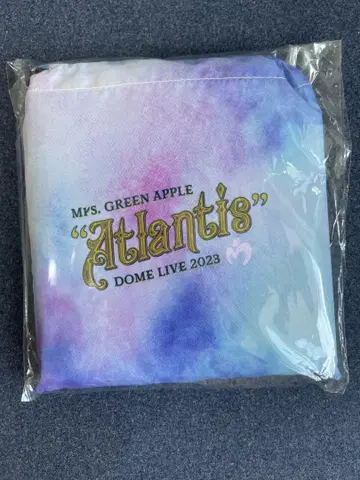 Mrs. GREEN APPLE
"Atlantis"
DOME LIVE 2023